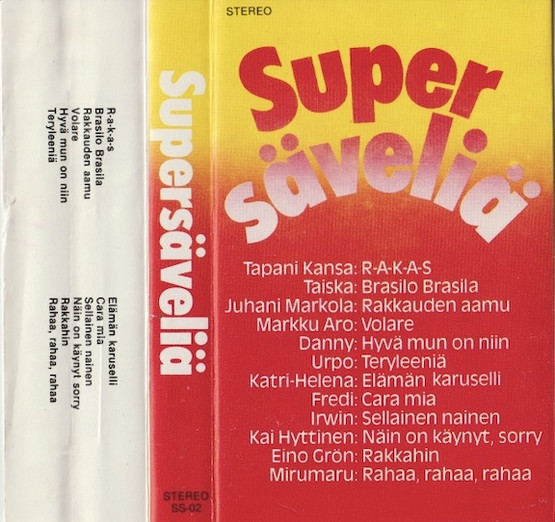 R-a-k-a-s
Brasilo Brasila
Rakkauden aamu
Volare
Hyvä mun on niin
Teryleeniä
Elämän karuselli
Cara mia
Sellainen nainen
Näin on käynyt sorry
Rakkahin
Rahaa, rahaa, rahaa
Supersäveliä
STEREO
SS-02
STEREO
Super
säveliä
Tapani Kansa: R-A-K-A-S
Taiska: Brasilo Brasila
Juhani Markola: Rakkauden aamu
Markku Aro: Volare
Danny: Hyvä mun on niin
Urpo: Teryleeniä
Katri-Helena: Elämän karuselli
Fredi: Cara mia
Irwin: Sellainen nainen
Kai Hyttinen: Näin on käynyt, sorry
Eino Grön: Rakkahin
Mirumaru: Rahaa, rahaa, rahaa